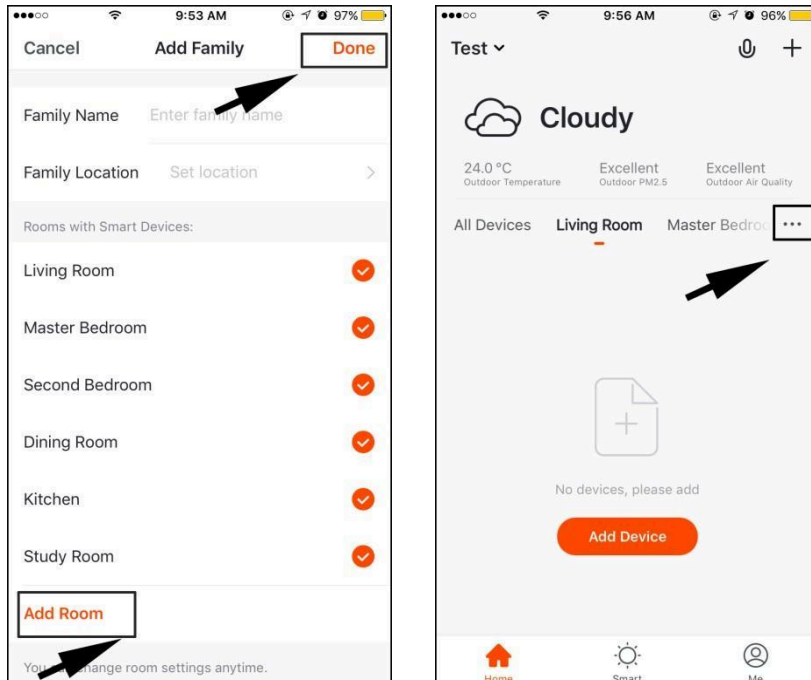 9:53 AM
97%
Cancel
Add Family
Done
Family Name
Enter family name
Family Location
Set location
Rooms with Smart Devices:
Living Room
Master Bedroom
Second Bedroom
Dining Room
Kitchen
Study Room
Add Room
You change room settings anytime.
9:56 AM
96%
Test
Cloudy
24.0 °C
Excellent
Excellent
Outdoor Temperature
Outdoor PM2.5
Outdoor Air Quality
All Devices
Living Room
Master Bedroo
...
No devices, please add
Add Device
Home
Smart
Me